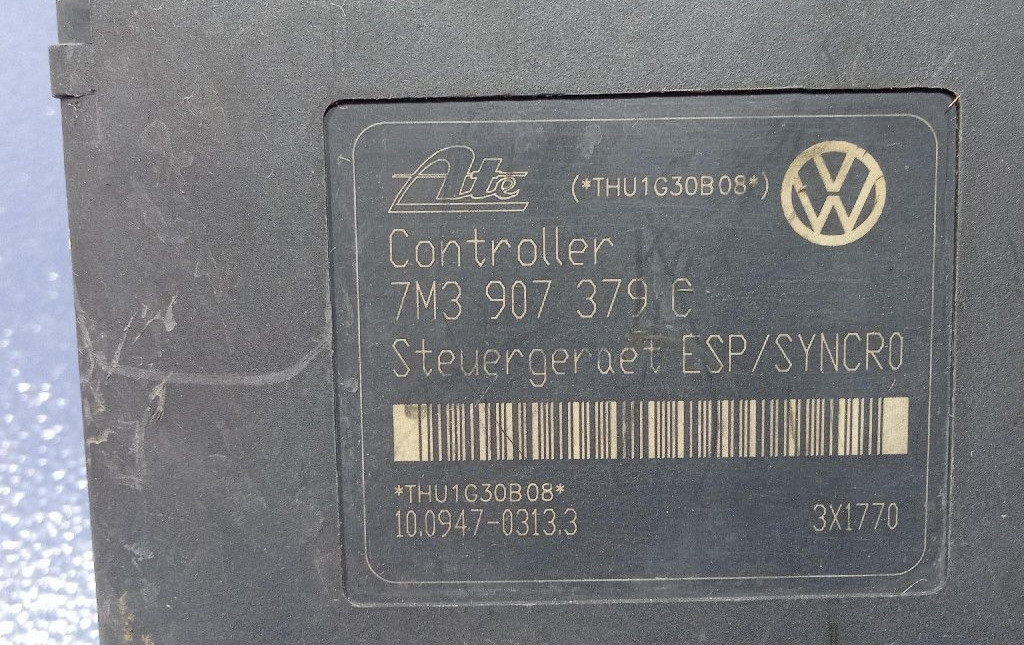 Ate (*THU1G30B08*)
Controller
7M3 907 379 C
Steuergeraet ESP/SYNCRO
*THU1G30B08*
10.0947-0313.3 3X1770